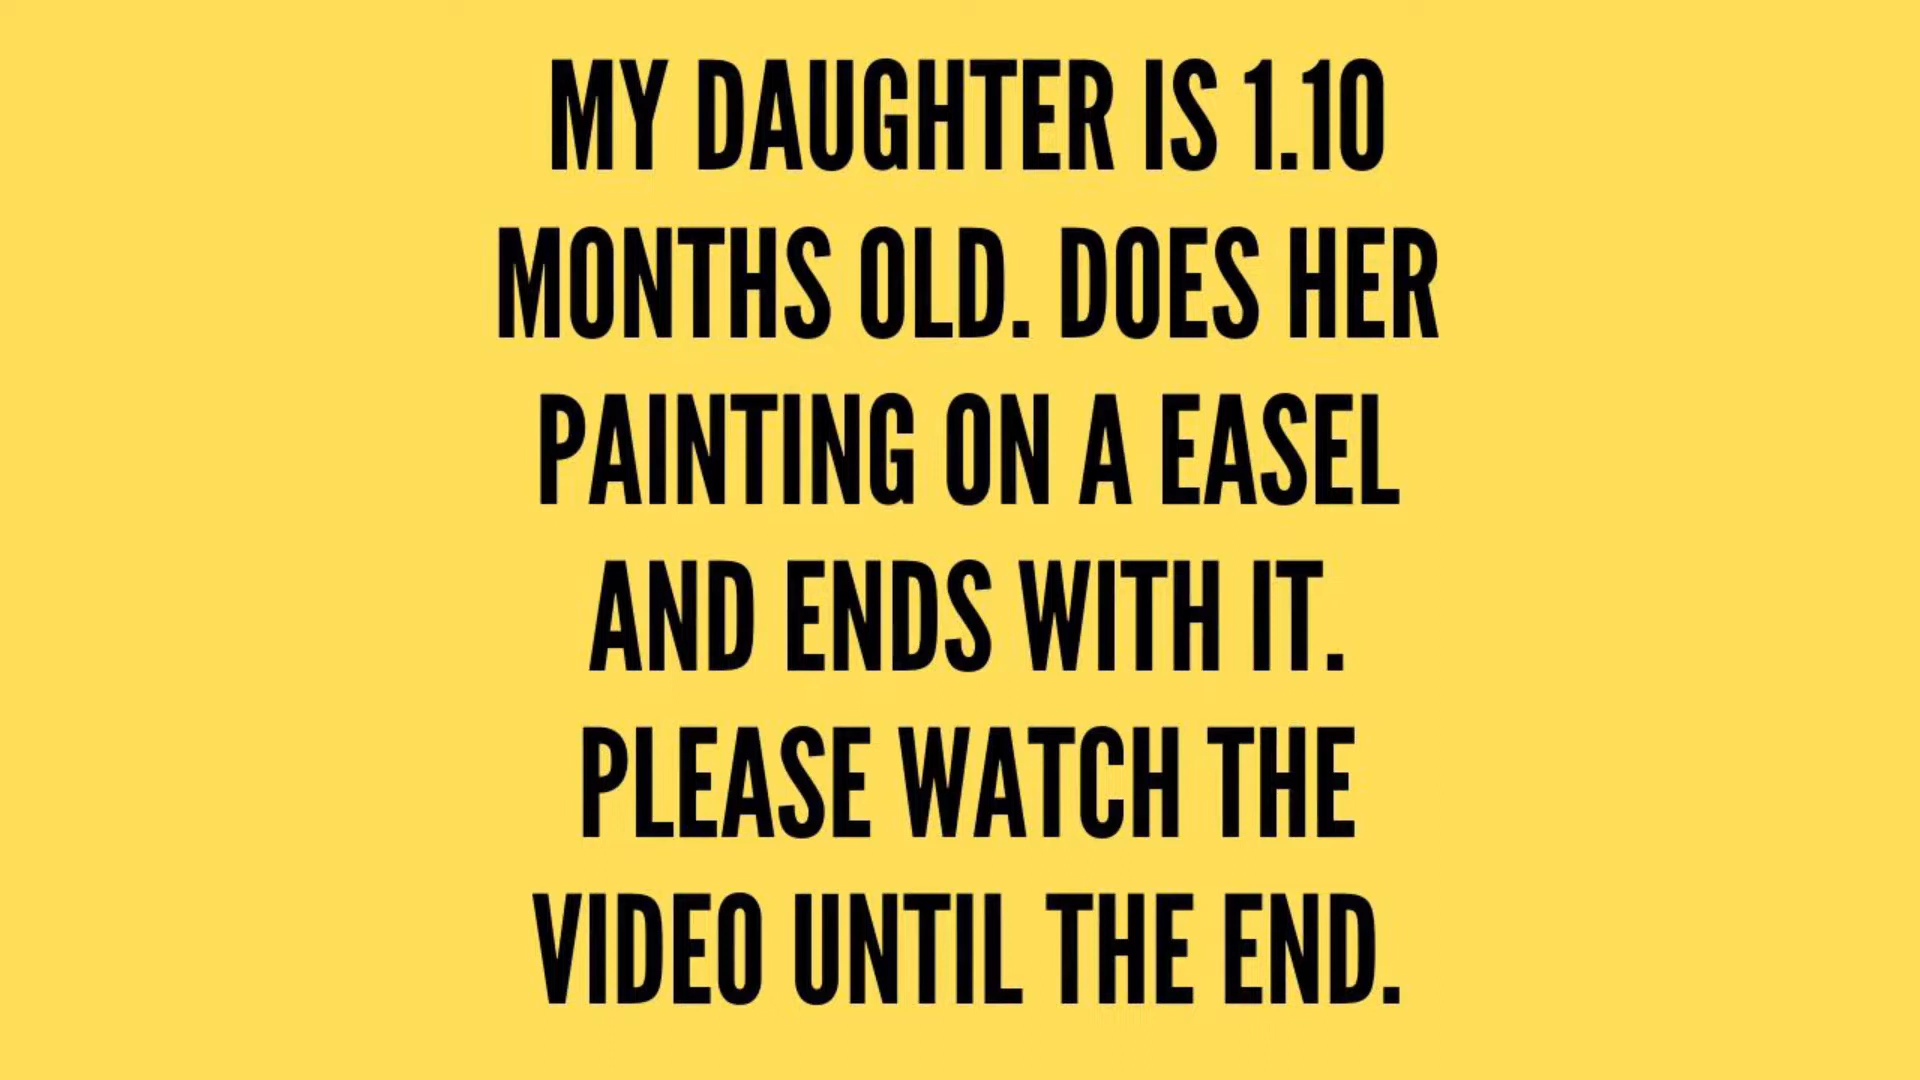 MY DAUGHTER IS 1.10
MONTHS OLD. DOES HER
PAINTING ON A EASEL
AND ENDS WITH IT.
PLEASE WATCH THE
VIDEO UNTIL THE END.